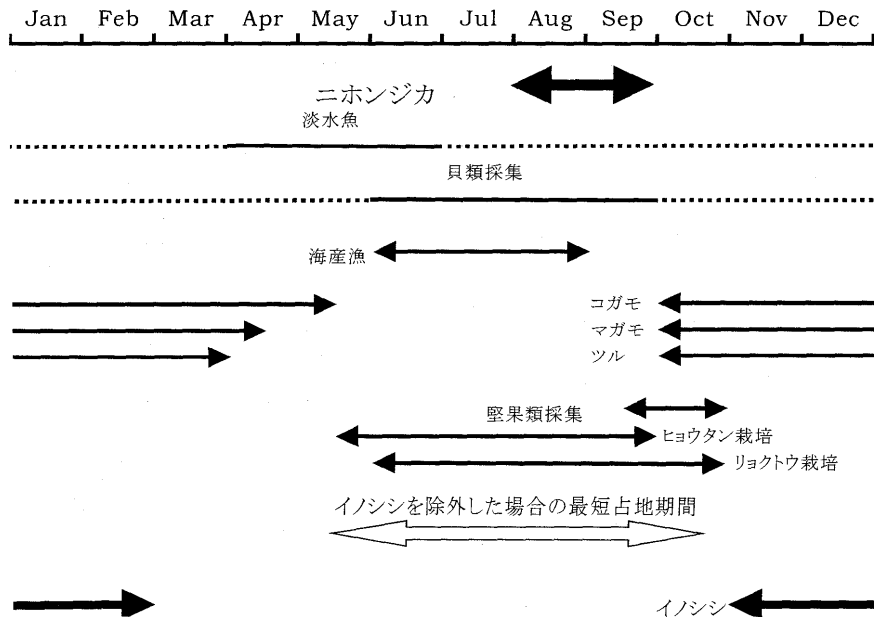 Jan Feb Mar Apr May Jun Jul Aug Sep Oct Nov Dec
ニホンジカ
淡水魚
貝類採集
海産漁
コガモ
マガモ
ツル
堅果類採集
ヒョウタン栽培
リョクトウ栽培
イノシシを除外した場合の最短占地期間
イノシシ